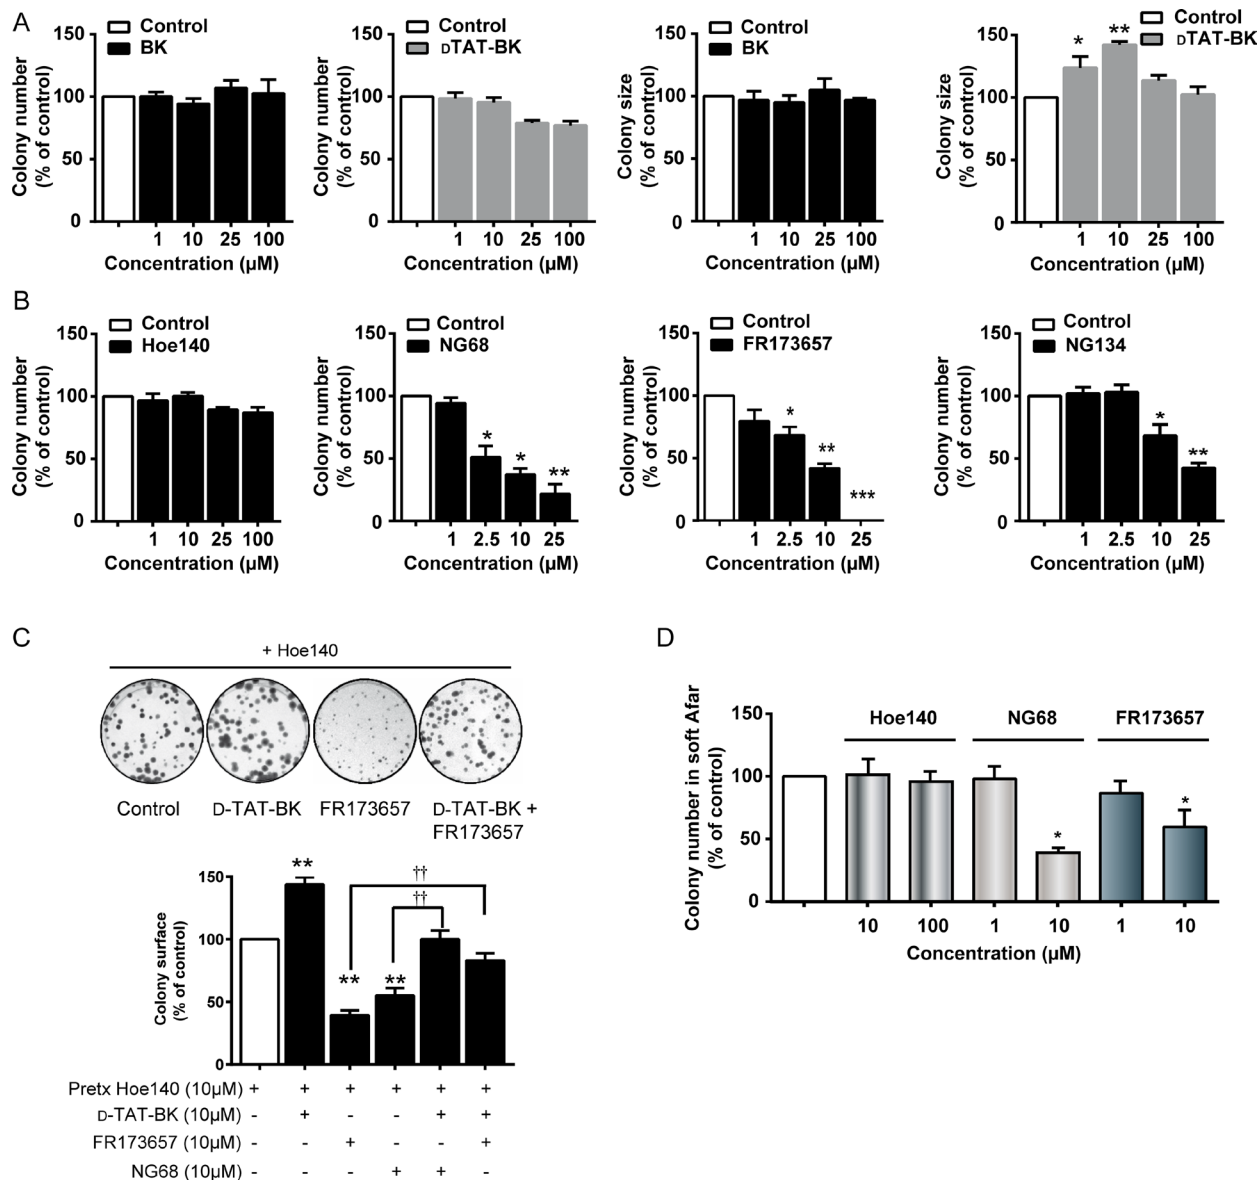 A
Colony number
(% of control)
150
100
50
0
Control
BK
1 10 25 100
Concentration (µM)
Colony number
(% of control)
150
100
50
0
Control
DTAT-BK
1 10 25 100
Concentration (µM)
Colony size
(% of control)
150
100
50
0
Control
BK
1 10 25 100
Concentration (µM)
Colony size
(% of control)
150
100
50
0
Control
DTAT-BK
* **
1 10 25 100
Concentration (µM)
B
Colony number
(% of control)
150
100
50
0
Control
Hoe140
1 10 25 100
Concentration (µM)
Colony number
(% of control)
150
100
50
0
Control
NG68
* * **
1 2.5 10 25
Concentration (µM)
Colony number
(% of control)
150
100
50
0
Control
FR173657
* ** ***
1 2.5 10 25
Concentration (µM)
Colony number
(% of control)
150
100
50
0
Control
NG134
* **
1 2.5 10 25
Concentration (µM)
C
+ Hoe140
Control
D-TAT-BK
FR173657
D-TAT-BK +
FR173657
Colony surface
(% of control)
150
100
50
0
** ** **
††
††
Pretx Hoe140 (10µM) + + + + + +
D-TAT-BK (10µM) - + - - + +
FR173657 (10µM) - - + - - +
NG68 (10µM) - - - + + -
D
Colony number in soft Afar
(% of control)
150
100
50
0
Hoe140
NG68
FR173657
* *
10 100 1 10 1 10
Concentration (µM)